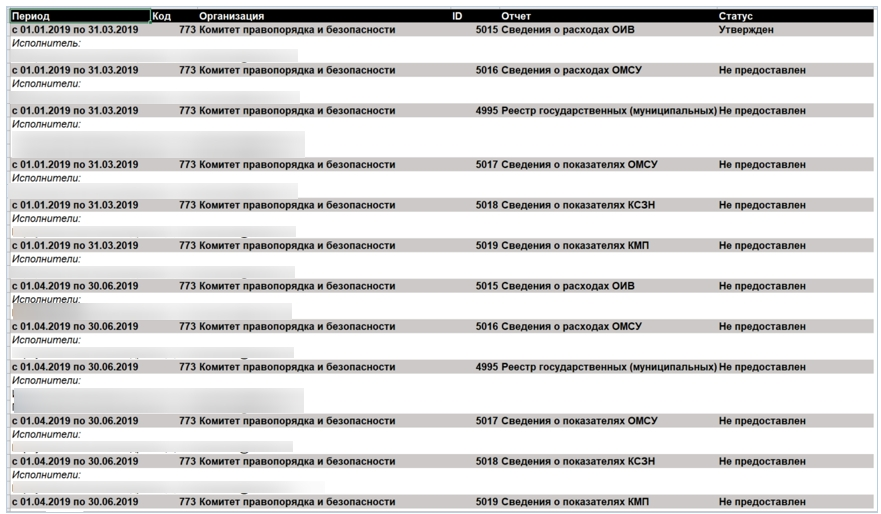 Период Код Организация ID Отчет Статус
с 01.01.2019 по 31.03.2019 773 Комитет правопорядка и безопасности 5015 Сведения о расходах ОИВ Утвержден
Исполнитель:
с 01.01.2019 по 31.03.2019 773 Комитет правопорядка и безопасности 5016 Сведения о расходах ОМСУ Не предоставлен
Исполнители:
с 01.01.2019 по 31.03.2019 773 Комитет правопорядка и безопасности 4995 Реестр государственных (муниципальных) Не предоставлен
Исполнители:
с 01.01.2019 по 31.03.2019 773 Комитет правопорядка и безопасности 5017 Сведения о показателях ОМСУ Не предоставлен
Исполнители:
с 01.01.2019 по 31.03.2019 773 Комитет правопорядка и безопасности 5018 Сведения о показателях КСЗН Не предоставлен
Исполнители:
с 01.01.2019 по 31.03.2019 773 Комитет правопорядка и безопасности 5019 Сведения о показателях КМП Не предоставлен
Исполнители:
с 01.04.2019 по 30.06.2019 773 Комитет правопорядка и безопасности 5015 Сведения о расходах ОИВ Не предоставлен
Исполнители:
с 01.04.2019 по 30.06.2019 773 Комитет правопорядка и безопасности 5016 Сведения о расходах ОМСУ Не предоставлен
Исполнители:
с 01.04.2019 по 30.06.2019 773 Комитет правопорядка и безопасности 4995 Реестр государственных (муниципальных) Не предоставлен
Исполнители:
с 01.04.2019 по 30.06.2019 773 Комитет правопорядка и безопасности 5017 Сведения о показателях ОМСУ Не предоставлен
Исполнители:
с 01.04.2019 по 30.06.2019 773 Комитет правопорядка и безопасности 5018 Сведения о показателях КСЗН Не предоставлен
Исполнители:
с 01.04.2019 по 30.06.2019 773 Комитет правопорядка и безопасности 5019 Сведения о показателях КМП Не предоставлен